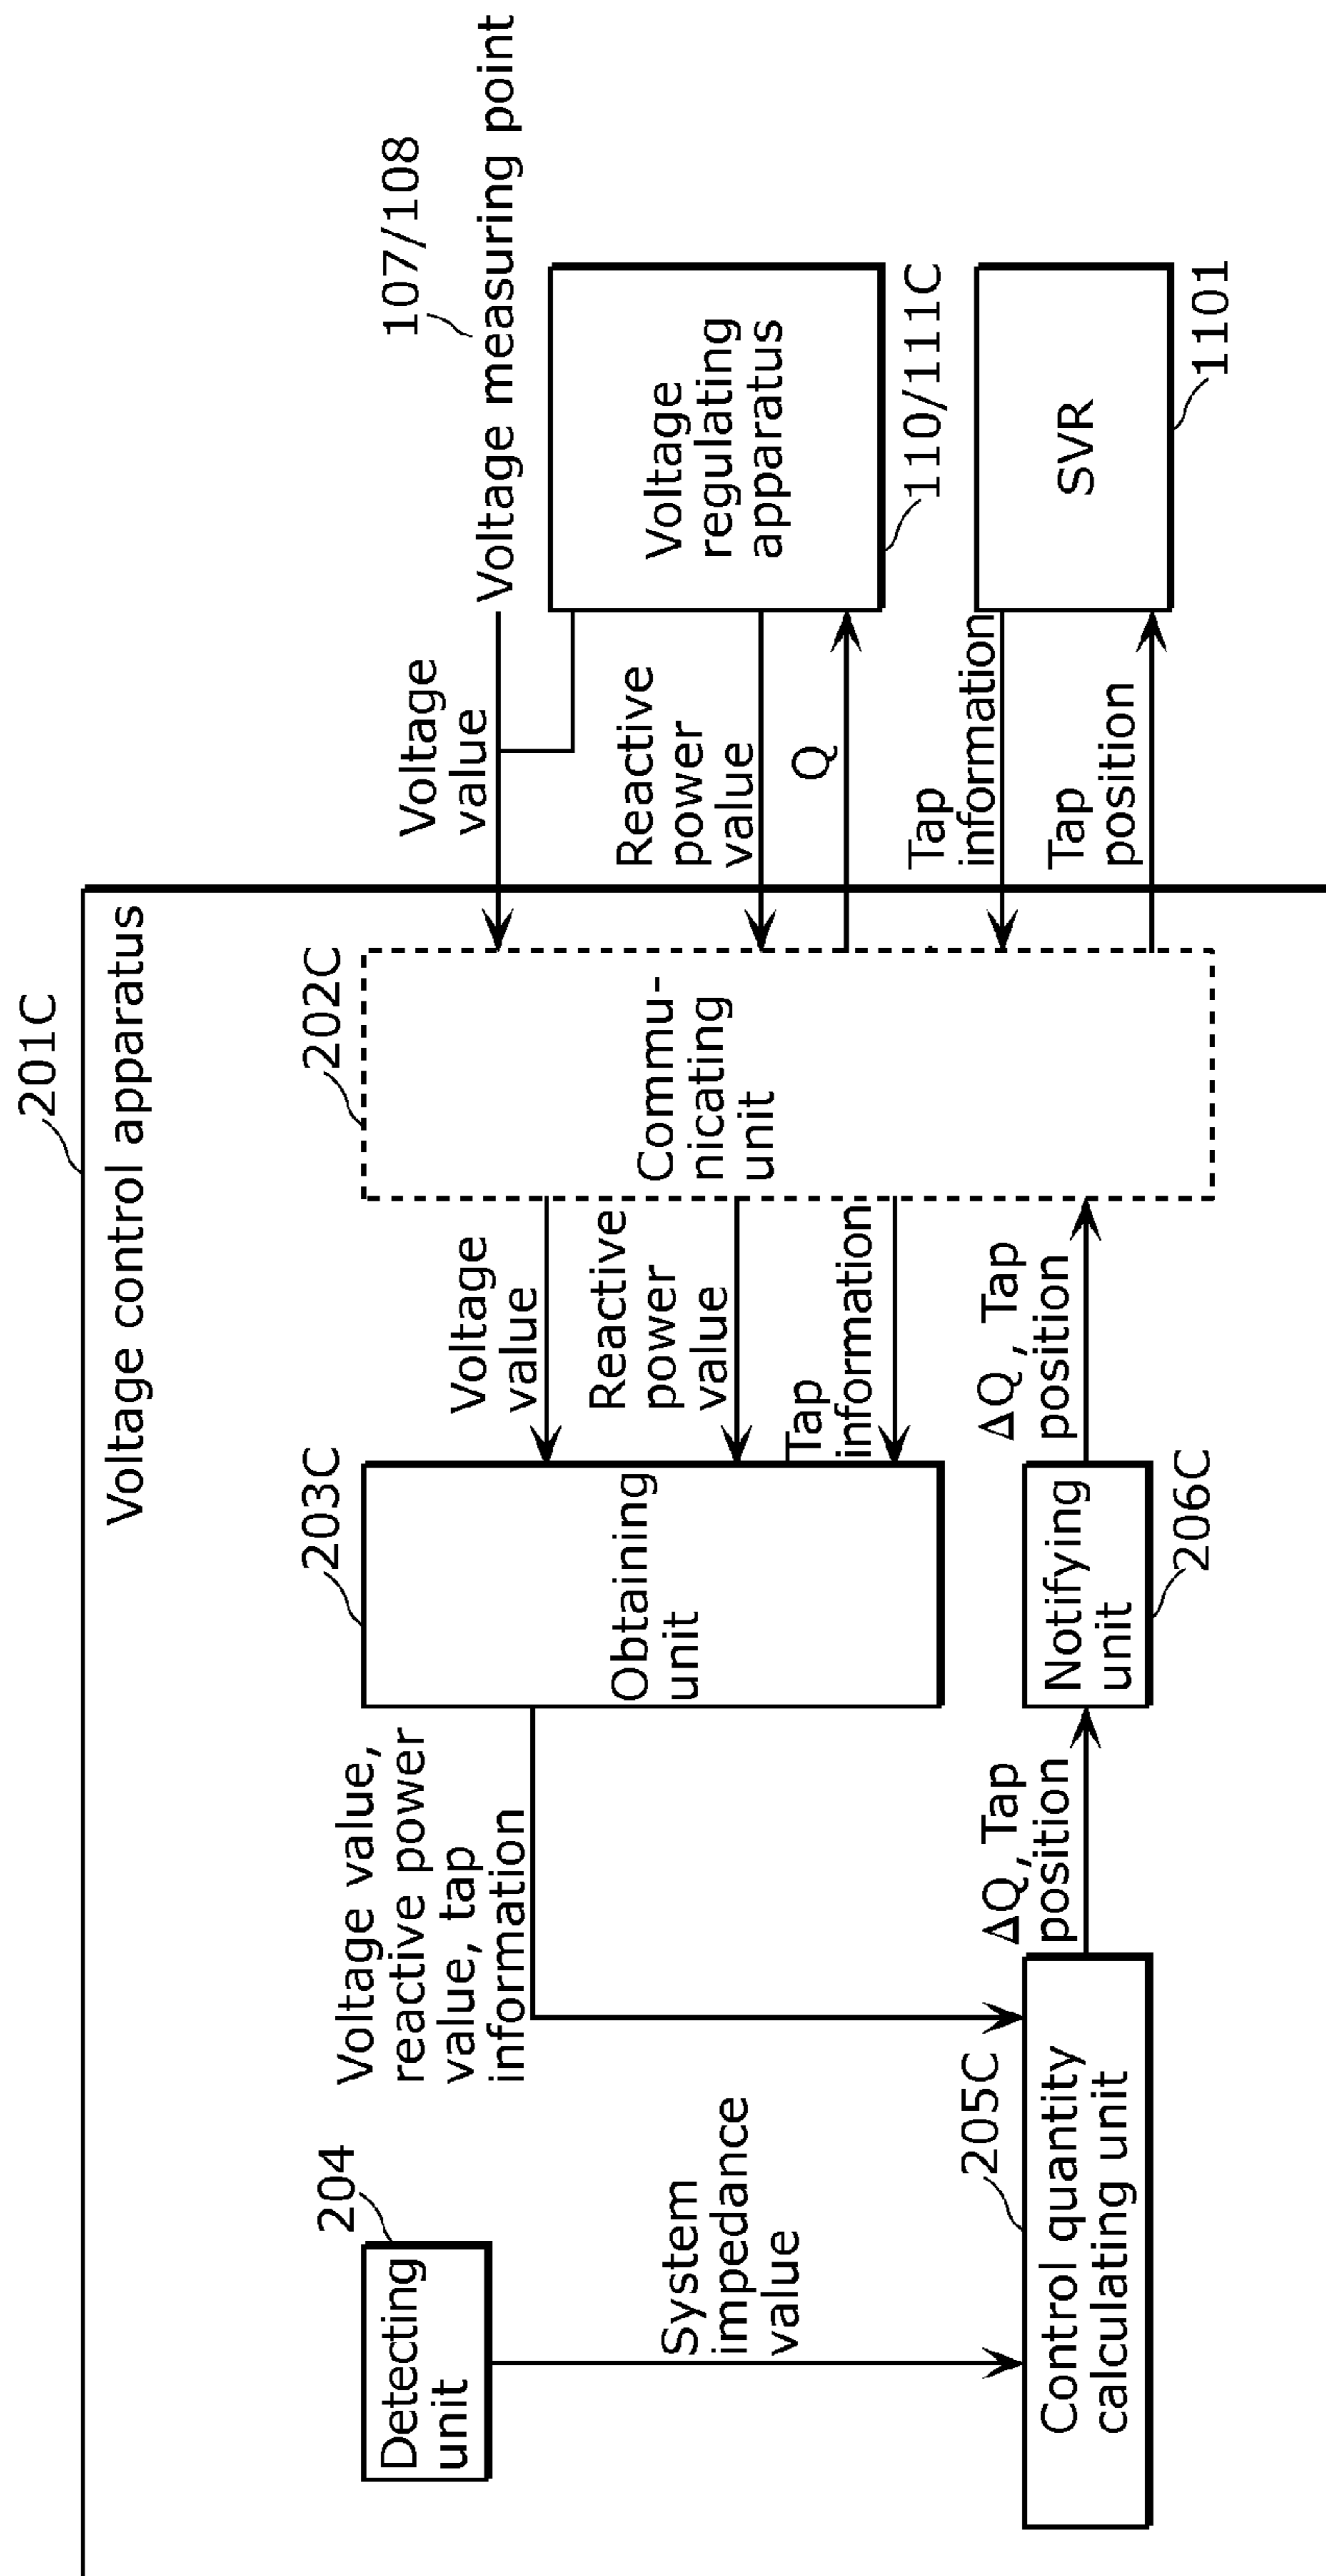 201C
Voltage control apparatus
204
Detecting
unit
System
impedance
value
205C
Control quantity
calculating unit
Voltage value,
reactive power
value, tap
information
ΔQ, Tap
position
203C
Obtaining
unit
Notifying
unit
206C
Voltage
value
Reactive
power
value
Tap
information
ΔQ, Tap
position
202C
Commu-
nicating
unit
Voltage
value
Reactive
power
value
Q
Tap
information
Tap
position
107/108
Voltage measuring point
Voltage
regulating
apparatus
110/111C
SVR
1101